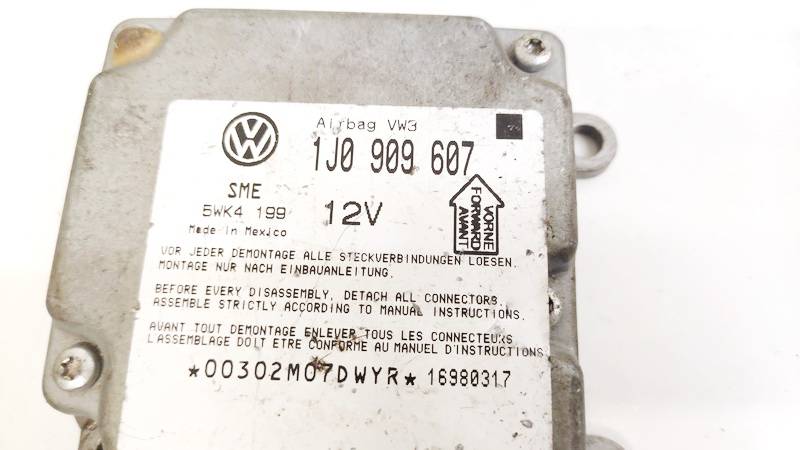 Airbag VW3
1J0 909 607
SME
5WK4 199
12V
Made in Mexico
VORNE
FORWARD
AVANT
VOR JEDER DEMONTAGE ALLE STECKVERBINDUNGEN LOESEN.
MONTAGE NUR NACH EINBAUANLEITUNG.
BEFORE EVERY DISASSEMBLY, DETACH ALL CONNECTORS.
ASSEMBLE STRICTLY ACCORDING TO MANUAL INSTRUCTIONS.
AVANT TOUT DEMONTAGE ENLEVER TOUS LES CONNECTEURS
L'ASSEMBLAGE DOIT ETRE CONFORME AU MANUEL D'INSTRUCTIONS.
*00302M07DWYR* 16980317